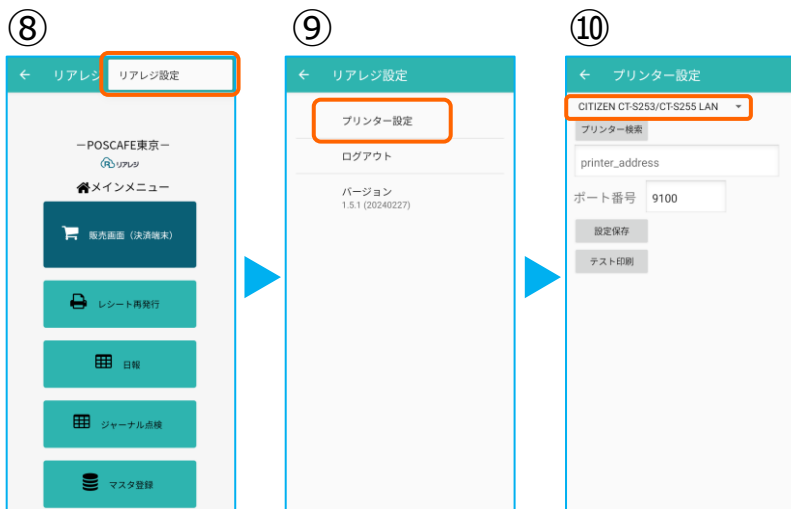 ⑧
リアレジ
リアレジ設定
－POSCAFE東京－
リアレジ
メインメニュー
販売画面（決済端末）
レシート再発行
日報
ジャーナル点検
マスタ登録
⑨
リアレジ設定
プリンター設定
ログアウト
バージョン
1.5.1 (20240227)
⑩
プリンター設定
CITIZEN CT-S253/CT-S255 LAN
プリンター検索
printer_address
ポート番号 9100
設定保存
テスト印刷